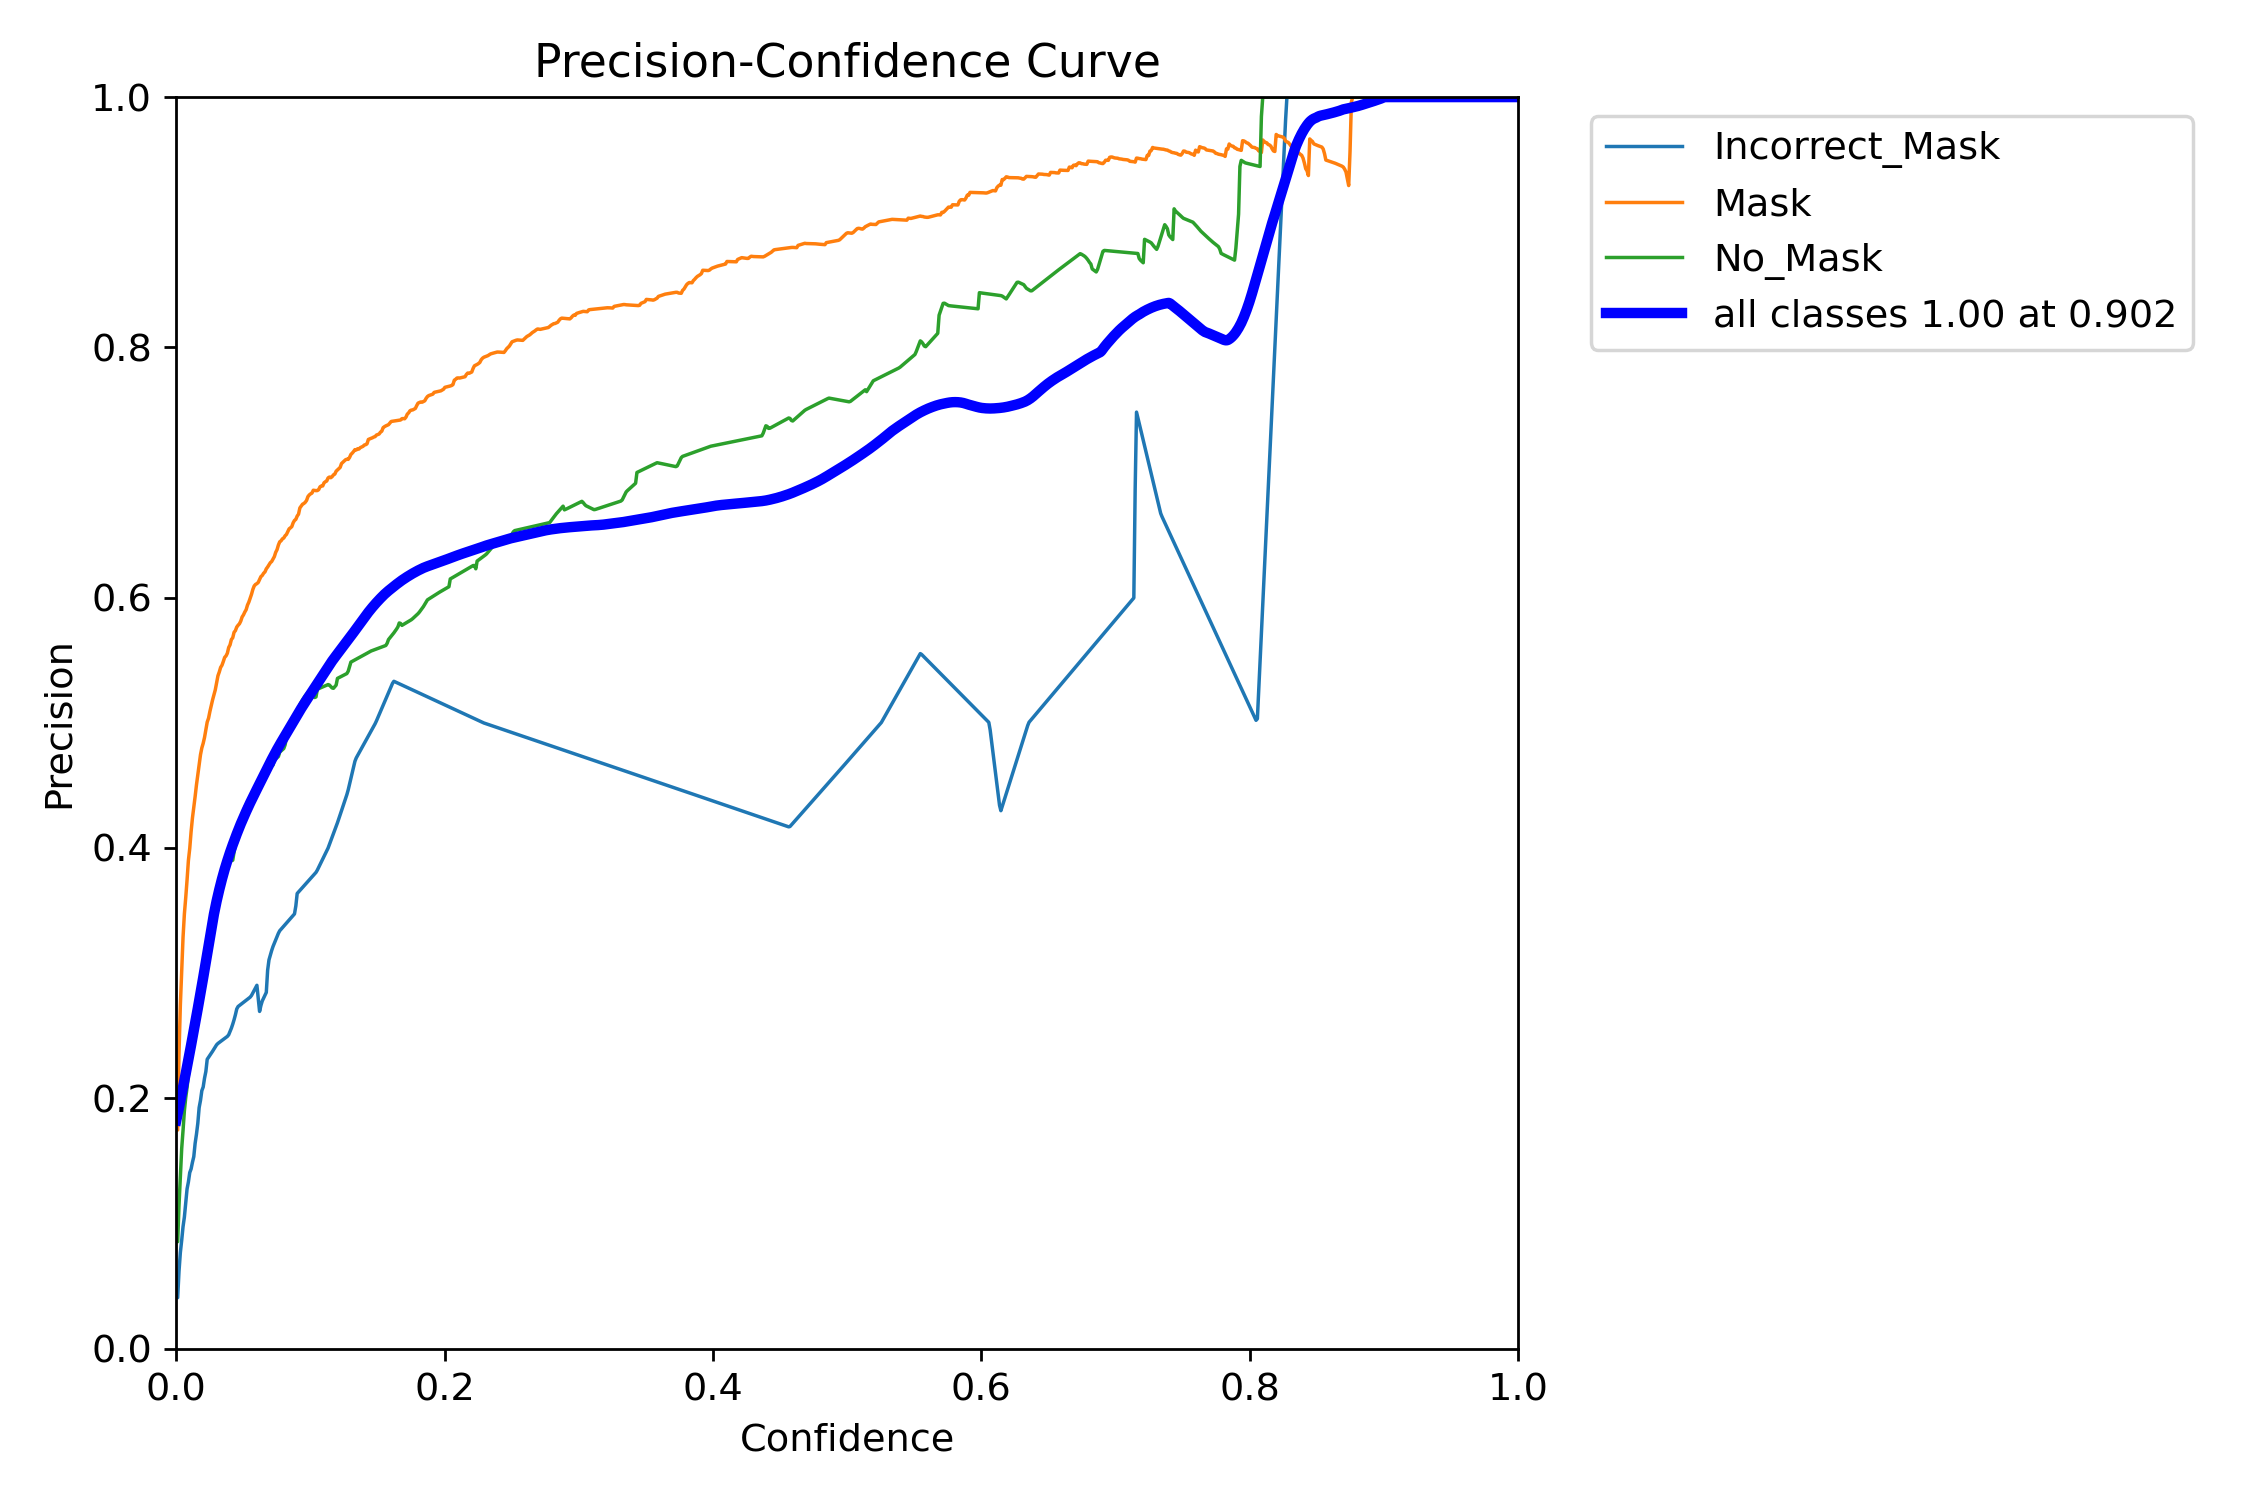 Precision-Confidence Curve
1.0
0.8
0.6
0.4
0.2
0.0
Precision
0.0 0.2 0.4 0.6 0.8 1.0
Confidence
Incorrect_Mask
Mask
No_Mask
all classes 1.00 at 0.902